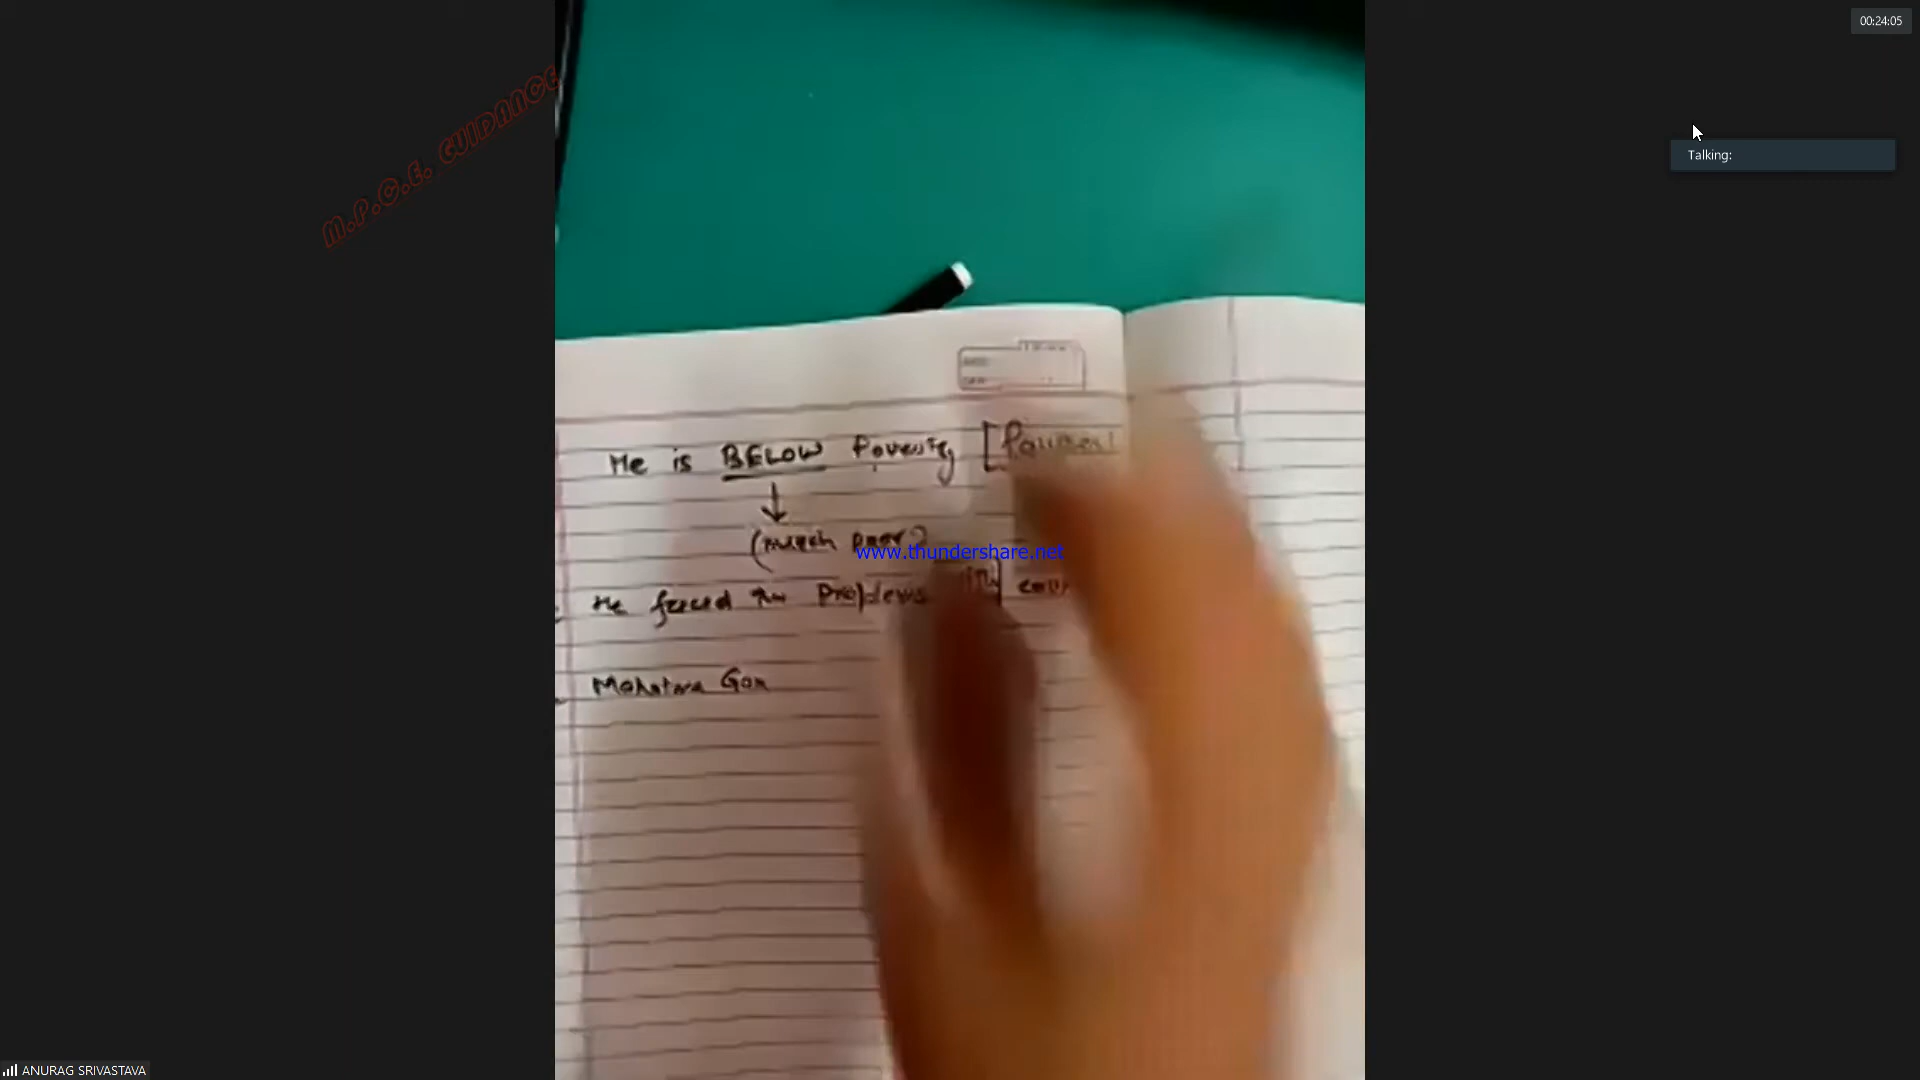 00:24:05
M.P.C.E. GUIDANCE
Talking:
He is BELOW Poverty [
(much poor)
www.thundershare.net
He faced the problems with
Mahatma Gan
ANURAG SRIVASTAVA